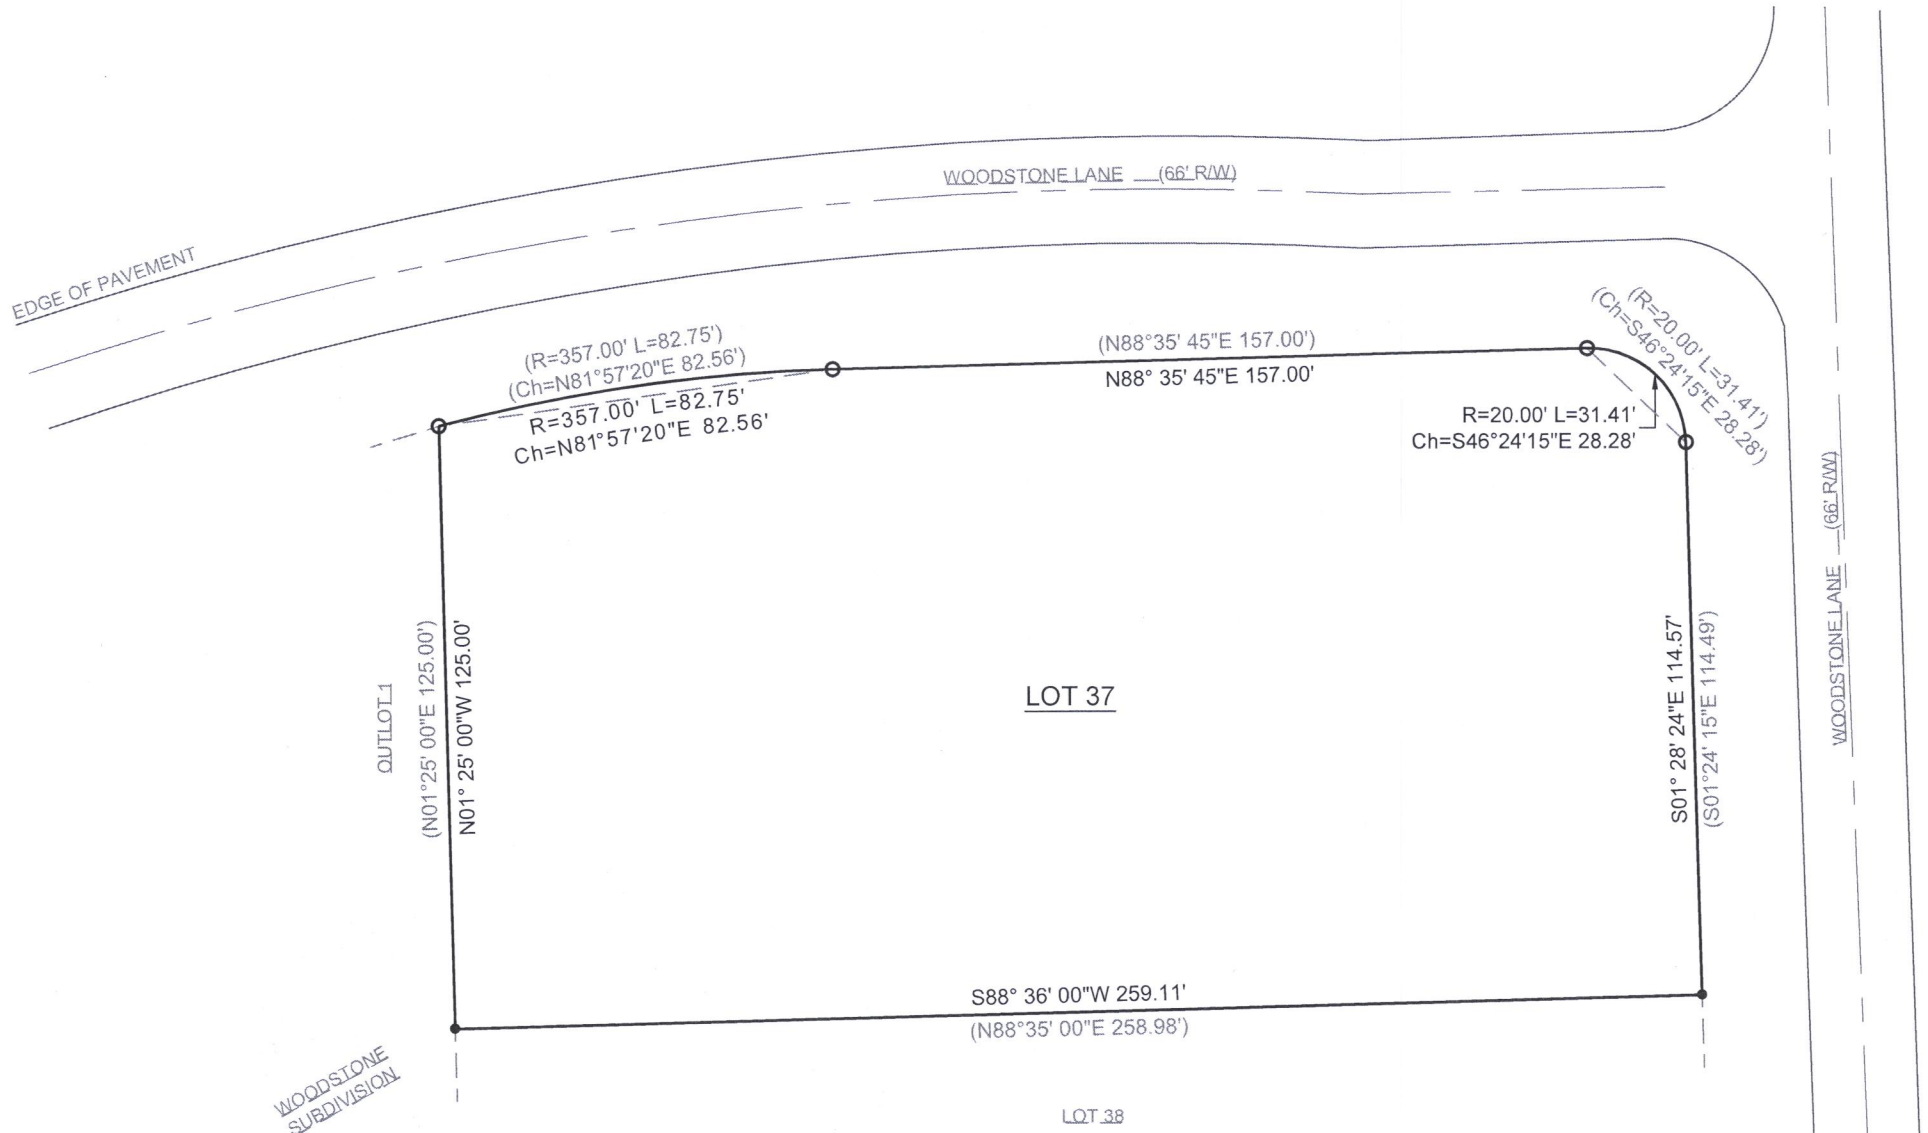 WOODSTONE LANE (66' R/W)
EDGE OF PAVEMENT
(R=357.00' L=82.75')
(Ch=N81°57'20"E 82.56')
R=357.00' L=82.75'
Ch=N81°57'20"E 82.56'
(N88°35' 45"E 157.00')
N88° 35' 45"E 157.00'
(R=20.00' L=31.41')
(Ch=S46°24'15"E 28.28')
R=20.00' L=31.41'
Ch=S46°24'15"E 28.28'
WOODSTONE LANE (66' R/W)
OUTLOT 1
(N01°25' 00"E 125.00')
N01° 25' 00"W 125.00'
LOT 37
S01° 28' 24"E 114.57'
(S01°24' 15"E 114.49')
S88° 36' 00"W 259.11'
(N88°35' 00"E 258.98')
WOODSTONE
SUBDIVISION
LOT 38